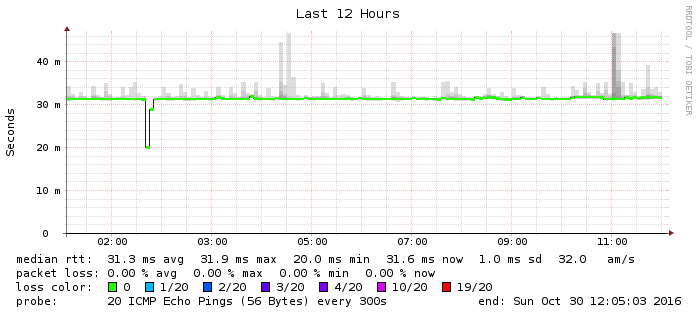 Last 12 Hours
RRDTOOL / TOBI OETIKER
Seconds
40 m
30 m
20 m
10 m
0
02:00 03:00 05:00 07:00 09:00 11:00
median rtt: 31.3 ms avg 31.9 ms max 20.0 ms min 31.6 ms now 1.0 ms sd 32.0 am/s
packet loss: 0.00 % avg 0.00 % max 0.00 % min 0.00 % now
loss color: 0 1/20 2/20 3/20 4/20 10/20 19/20
probe: 20 ICMP Echo Pings (56 Bytes) every 300s end: Sun Oct 30 12:05:03 2016